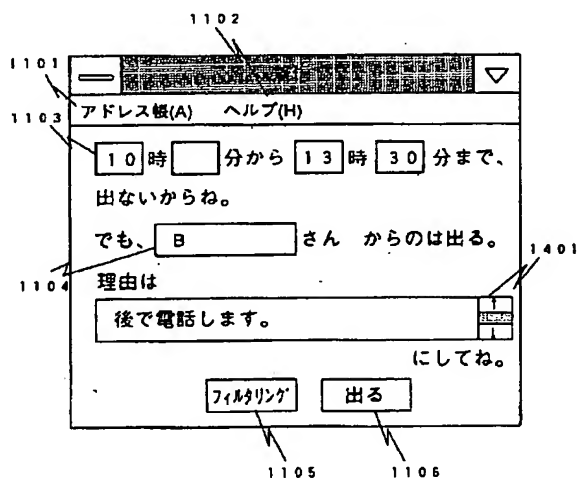 1102
1101
アドレス帳(A) ヘルプ(H)
1103
10 時 分から 13 時 30 分まで、
出ないからね。
でも、 B さん からのは出る。
1104
1401
理由は
後で電話します。
にしてね。
フィルタリング 出る
1105 1106